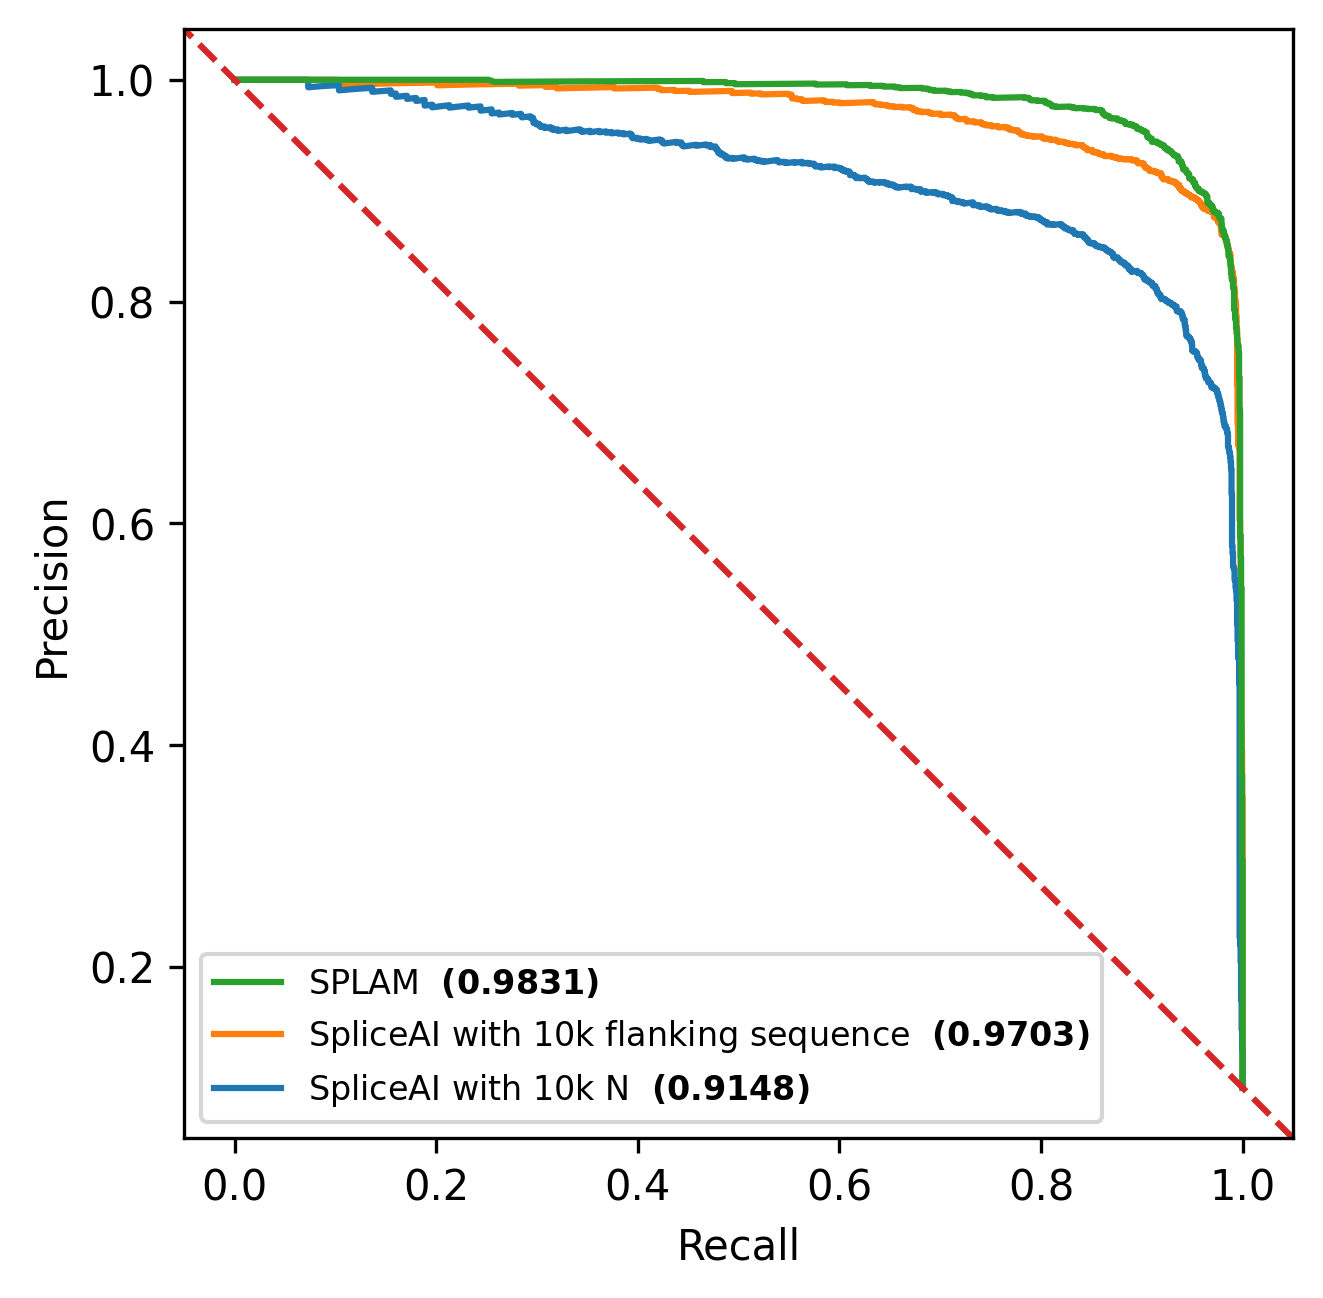 1.0
0.8
0.6
0.4
0.2
Precision
SPLAM (0.9831)
SpliceAI with 10k flanking sequence (0.9703)
SpliceAI with 10k N (0.9148)
0.0 0.2 0.4 0.6 0.8 1.0
Recall